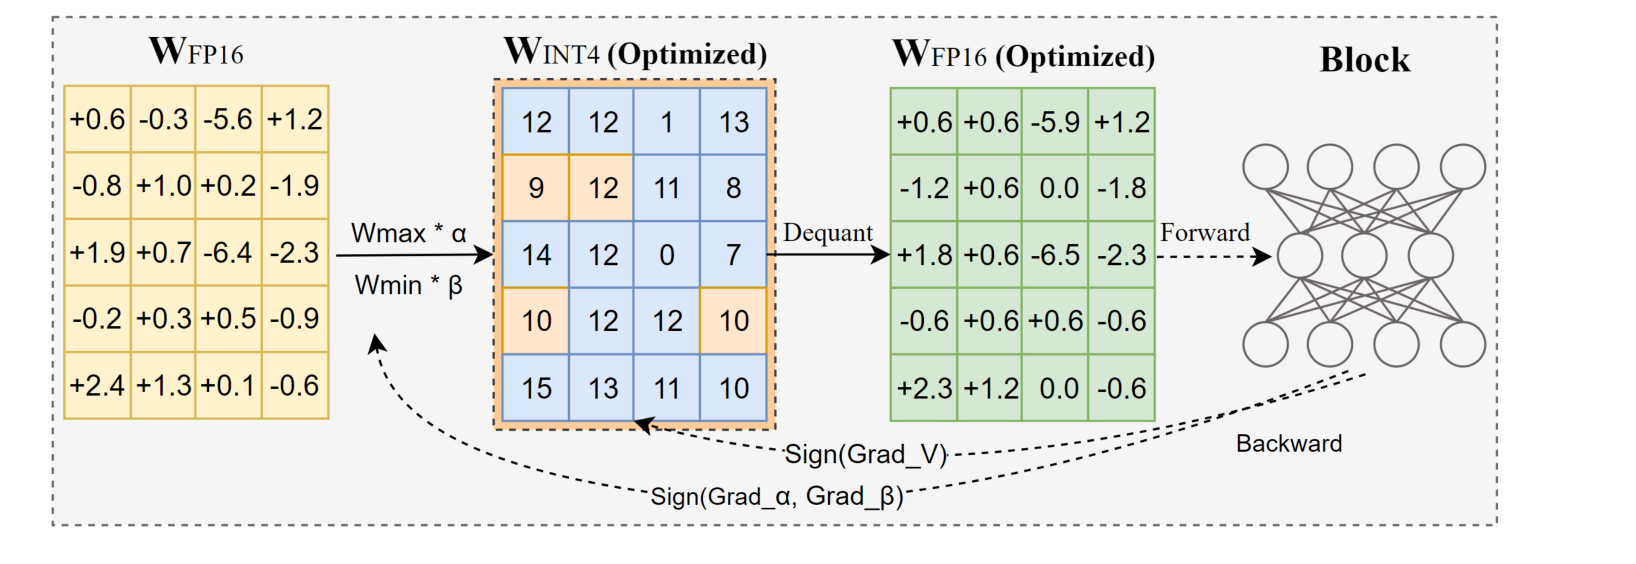 WFP16 WINT4 (Optimized) WFP16 (Optimized) Block
+0.6 -0.3 -5.6 +1.2
-0.8 +1.0 +0.2 -1.9
+1.9 +0.7 -6.4 -2.3
-0.2 +0.3 +0.5 -0.9
+2.4 +1.3 +0.1 -0.6
Wmax * α
Wmin * β
12 12 1 13
9 12 11 8
14 12 0 7
10 12 12 10
15 13 11 10
Dequant
+0.6 +0.6 -5.9 +1.2
-1.2 +0.6 0.0 -1.8
+1.8 +0.6 -6.5 -2.3
-0.6 +0.6 +0.6 -0.6
+2.3 +1.2 0.0 -0.6
Forward
Backward
Sign(Grad_V)
Sign(Grad_α, Grad_β)